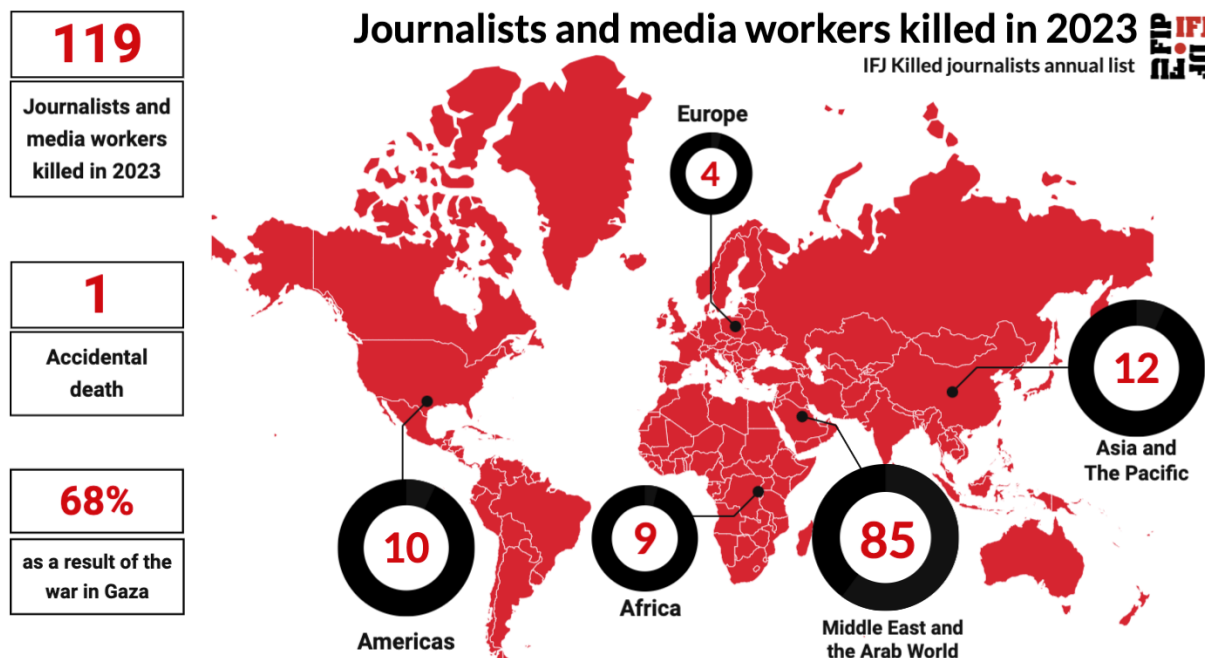 Journalists and media workers killed in 2023
IFJ Killed journalists annual list
IFJ
FIP
119
Journalists and
media workers
killed in 2023
1
Accidental
death
68%
as a result of the
war in Gaza
Europe
4
12
Asia and
The Pacific
10
Americas
9
Africa
85
Middle East and
the Arab World